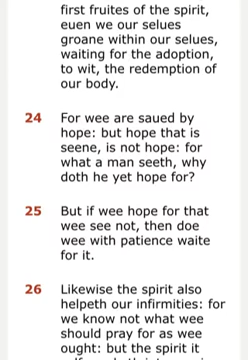 first fruites of the spirit,
euen we our selues
groane within our selues,
waiting for the adoption,
to wit, the redemption of
our body.
24 For wee are saued by
hope: but hope that is
seene, is not hope: for
what a man seeth, why
doth he yet hope for?
25 But if wee hope for that
wee see not, then doe
wee with patience waite
for it.
26 Likewise the spirit also
helpeth our infirmities: for
we know not what wee
should pray for as wee
ought: but the spirit it